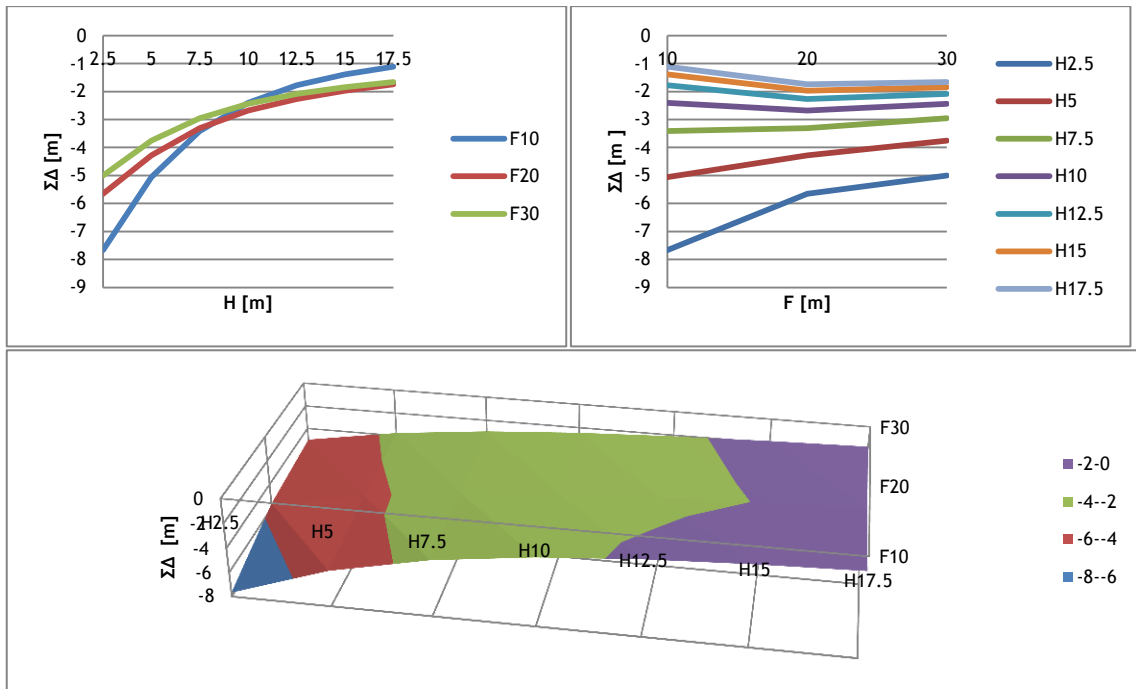 0
-1
-2
-3
-4
-5
-6
-7
-8
-9
2.5 5 7.5 10 12.5 15 17.5
ΣΔ [m]
H [m]
F10
F20
F30
0
-1
-2
-3
-4
-5
-6
-7
-8
-9
10 20 30
ΣΔ [m ]
F [m]
H2.5
H5
H7.5
H10
H12.5
H15
H17.5
0
-2
-4
-6
-8
ΣΔ [m]
H2.5
H5
H7.5
H10
H12.5
H15
H17.5
F30
F20
F10
-2-0
-4--2
-6--4
-8--6